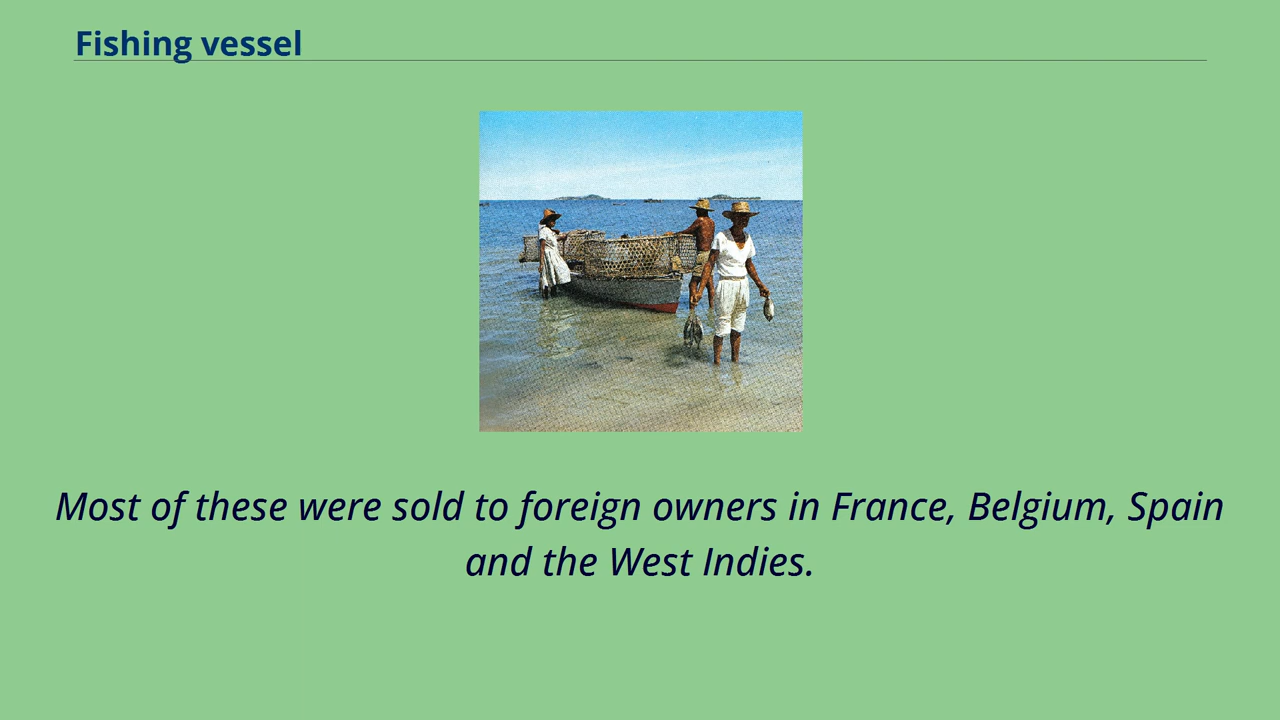 Fishing vessel
Most of these were sold to foreign owners in France, Belgium, Spain
and the West Indies.